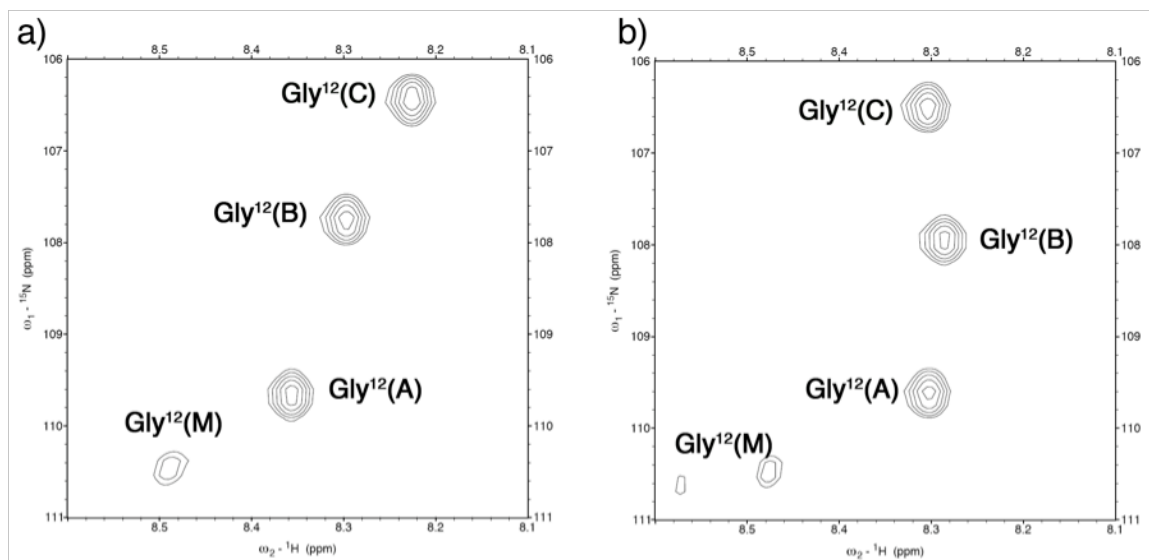 a)
8.5 8.4 8.3 8.2 8.1
106 106
Gly¹²(C)
107 107
Gly¹²(B)
108 108
ω₁ - ¹⁵N (ppm)
109 109
Gly¹²(A)
110 110
Gly¹²(M)
111 111
8.5 8.4 8.3 8.2 8.1
ω₂ - ¹H (ppm)
b)
8.5 8.4 8.3 8.2 8.1
106 106
Gly¹²(C)
107 107
Gly¹²(B)
108 108
ω₁ - ¹⁵N (ppm)
109 109
Gly¹²(A)
110 110
Gly¹²(M)
111 111
8.5 8.4 8.3 8.2 8.1
ω₂ - ¹H (ppm)